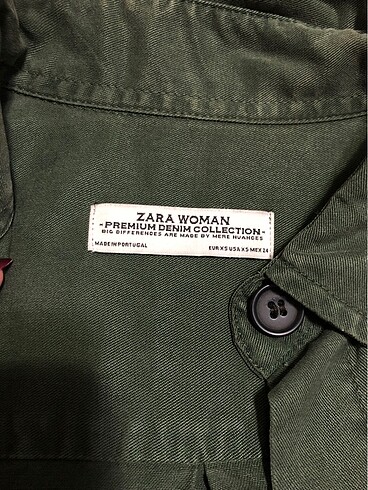 ZARA WOMAN
-PREMIUM DENIM COLLECTION-
BIG DIFFERENCES ARE MADE BY MERE NUANCES
MADE IN PORTUGAL EUR XS USA XS MEX 24